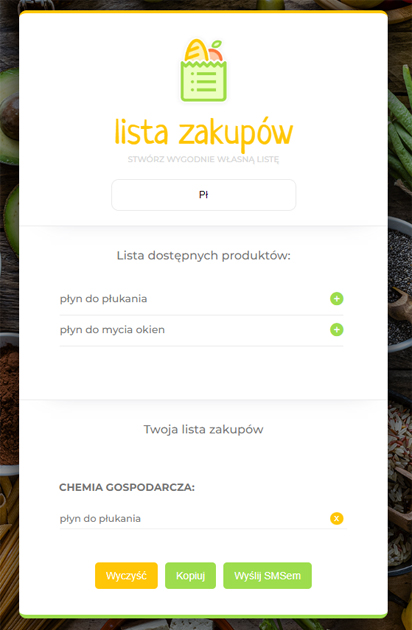 lista zakupów
STWÓRZ WYGODNIE WŁASNĄ LISTĘ
Pł
Lista dostępnych produktów:
płyn do płukania +
płyn do mycia okien +
Twoja lista zakupów
CHEMIA GOSPODARCZA:
płyn do płukania x
Wyczyść Kopiuj Wyślij SMSem